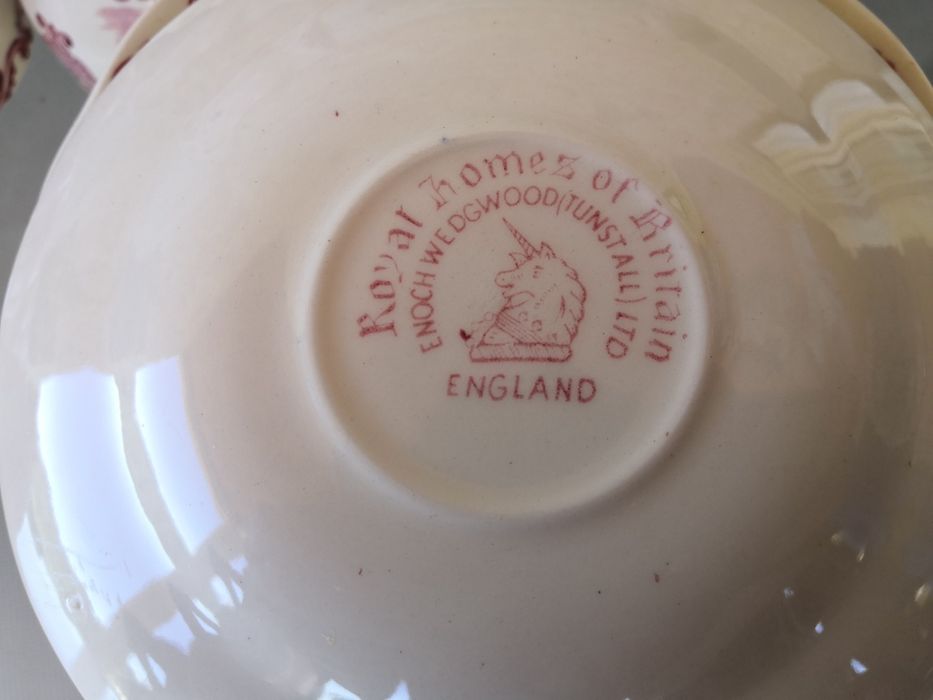 Royal Homes of Britain
ENOCH WEDGWOOD (TUNSTALL) LTD
ENGLAND